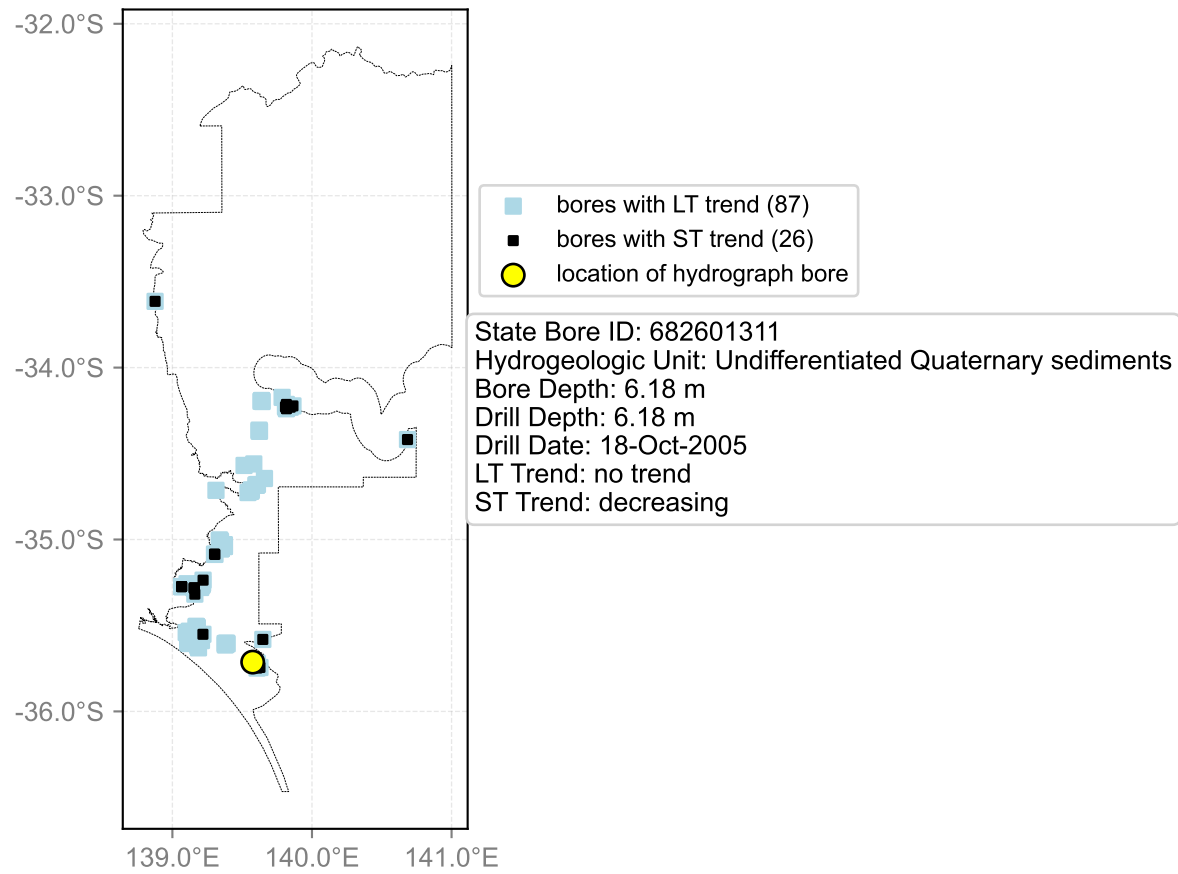 -32.0°S
-33.0°S
-34.0°S
-35.0°S
-36.0°S
139.0°E 140.0°E 141.0°E
bores with LT trend (87)
bores with ST trend (26)
location of hydrograph bore
State Bore ID: 682601311
Hydrogeologic Unit: Undifferentiated Quaternary sediments
Bore Depth: 6.18 m
Drill Depth: 6.18 m
Drill Date: 18-Oct-2005
LT Trend: no trend
ST Trend: decreasing